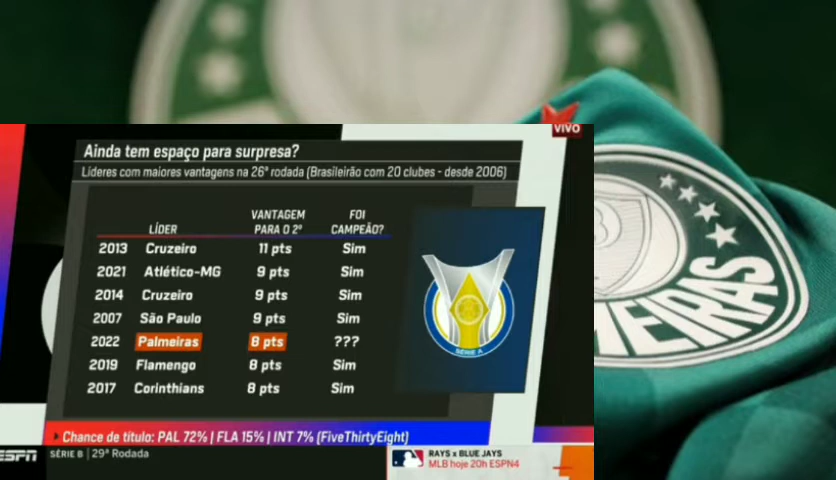 VIVO
Ainda tem espaço para surpresa?
Líderes com maiores vantagens na 26ª rodada (Brasileirão com 20 clubes - desde 2006)
LÍDER VANTAGEM PARA O 2º FOI CAMPEÃO?
2013 Cruzeiro 11 pts Sim
2021 Atlético-MG 9 pts Sim
2014 Cruzeiro 9 pts Sim
2007 São Paulo 9 pts Sim
2022 Palmeiras 8 pts ???
2019 Flamengo 8 pts Sim
2017 Corinthians 8 pts Sim
SÉRIE A
Chance de título: PAL 72% | FLA 15% | INT 7% (FiveThirtyEight)
ESPN SÉRIE B | 29ª Rodada
RAYS x BLUE JAYS
MLB hoje 20h ESPN4
MEIRAS